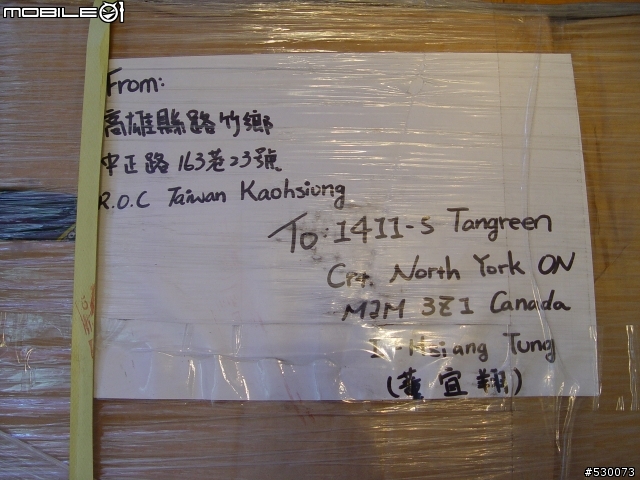 MOBILE01
From:
高雄縣路竹鄉
中正路163巷23號
R.O.C Taiwan Kaohsiung
To: 1411-5 Tangreen
Crt. North York ON
M2M 3Z1 Canada
I-Hsiang Tung
(董宜翔)
#530073